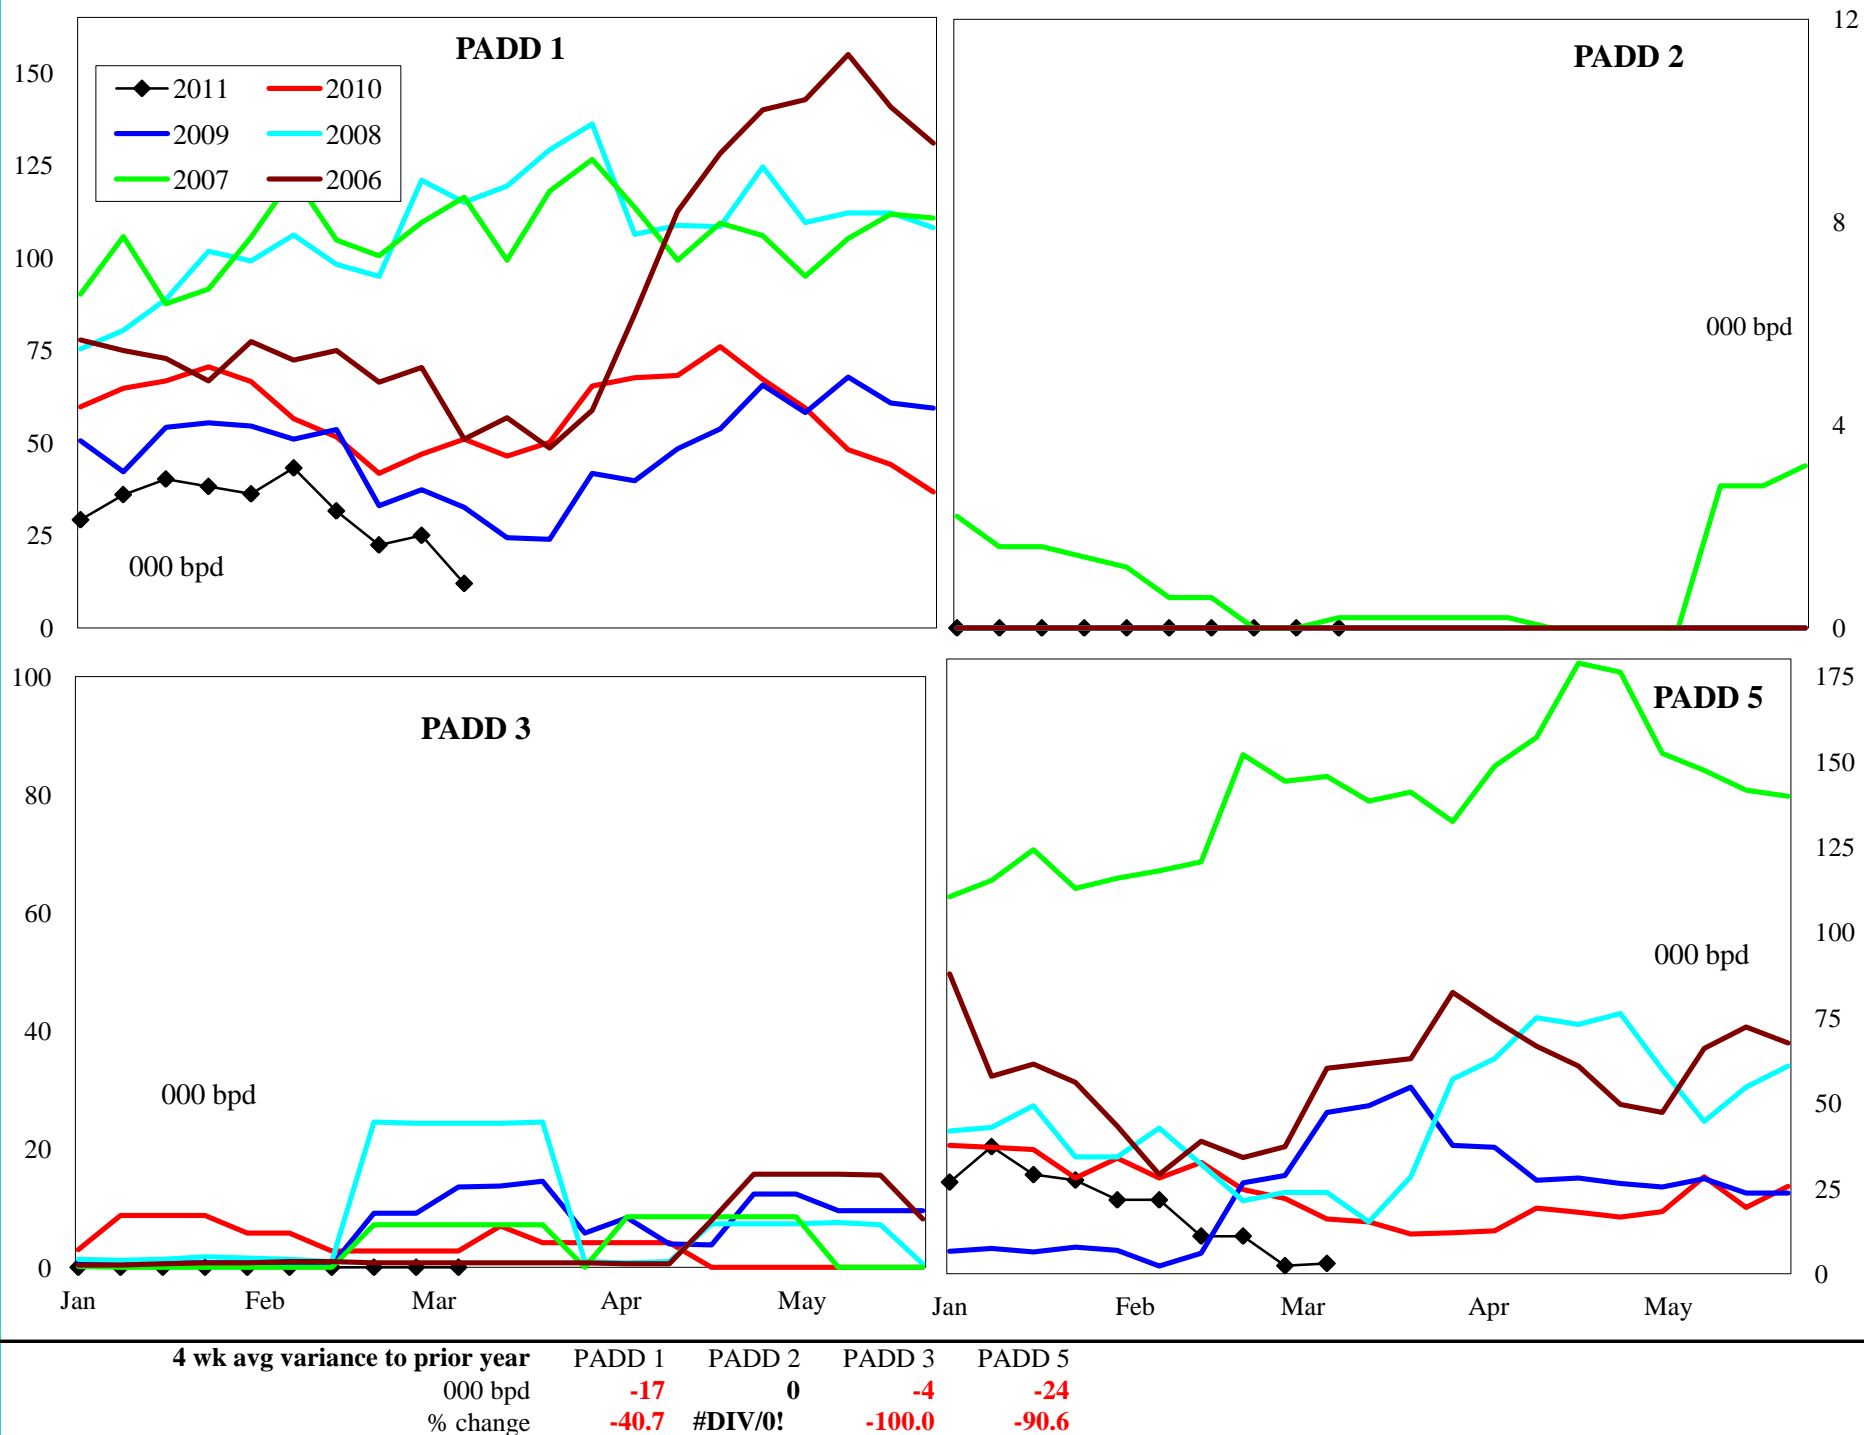 PADD 1
150
125
100
75
50
25
0
2011 2010
2009 2008
2007 2006
000 bpd
PADD 2
12
8
4
0
000 bpd
PADD 3
100
80
60
40
20
0
000 bpd
Jan Feb Mar Apr May
PADD 5
175
150
125
100
75
50
25
0
000 bpd
Jan Feb Mar Apr May
4 wk avg variance to prior year PADD 1 PADD 2 PADD 3 PADD 5
000 bpd -17 0 -4 -24
% change -40.7 #DIV/0! -100.0 -90.6